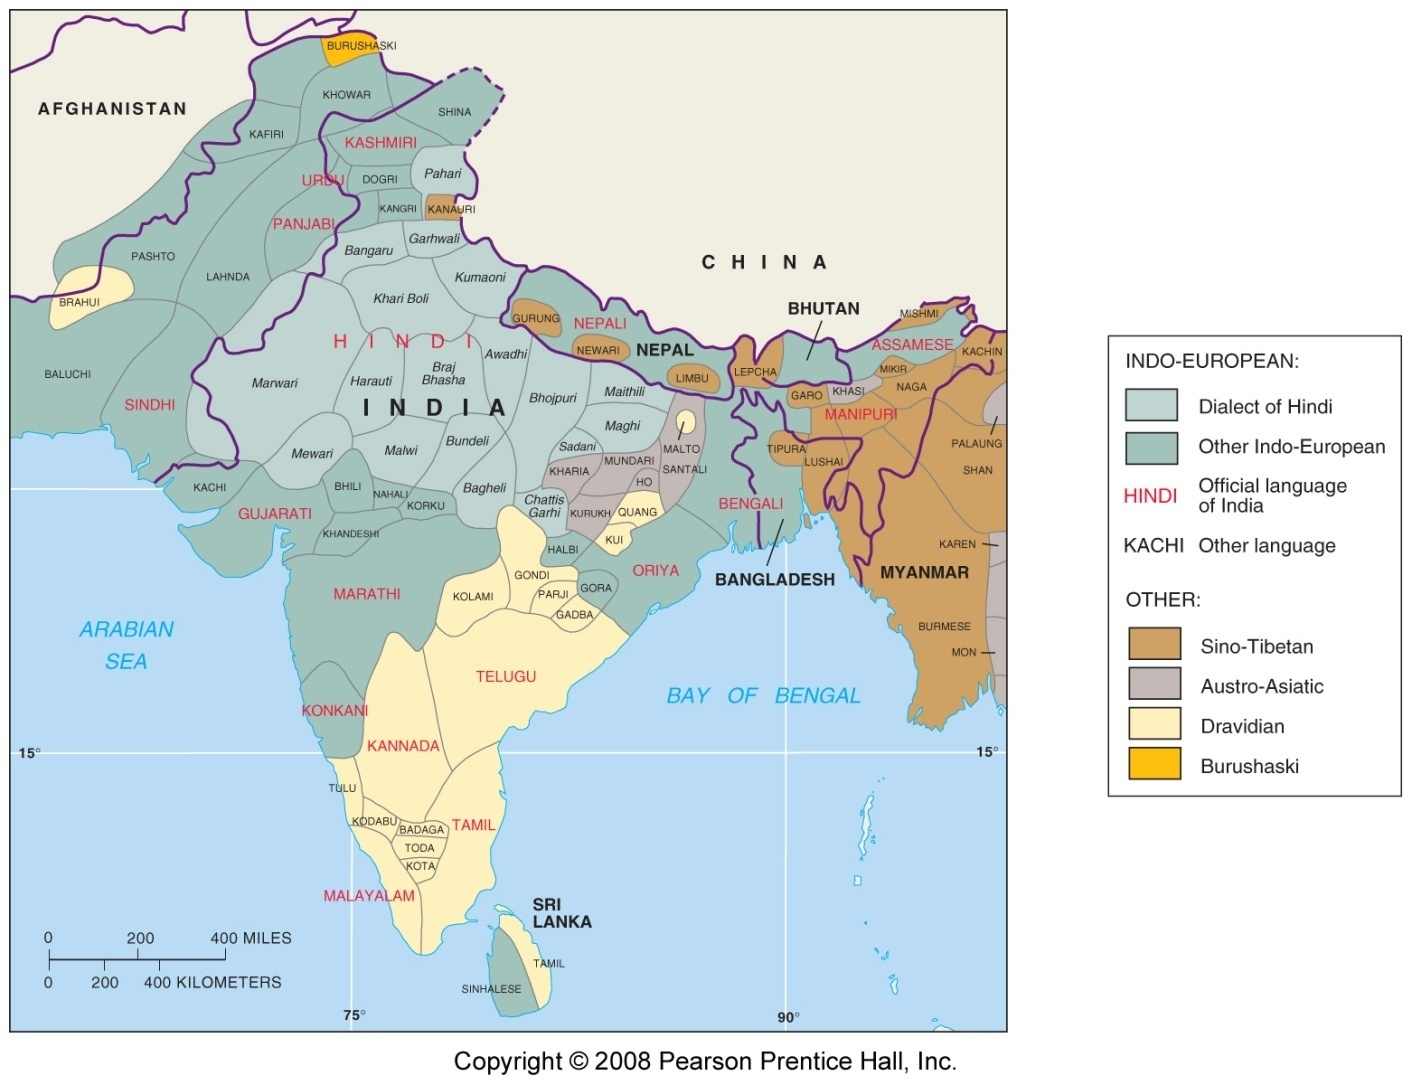 BURUSHASKI
AFGHANISTAN
KHOWAR
SHINA
KAFIRI
KASHMIRI
URDU
DOGRI
Pahari
KANGRI
KANAURI
PANJABI
Bangaru
Garhwali
PASHTO
LAHNDA
Kumaoni
CHINA
BRAHUI
Khari Boli
GURUNG
NEPALI
BHUTAN
MISHMI
HINDI
NEWARI
NEPAL
ASSAMESE
KACHIN
Awadhi
BALUCHI
Marwari
Harauti
Braj
Bhasha
LIMBU
LEPCHA
MIKIR
NAGA
SINDHI
INDIA
Bhojpuri
Maithili
GARO
KHASI
MANIPURI
Maghi
Mewari
Malwi
Bundeli
Sadani
MALTO
TIPURA
LUSHAI
PALAUNG
KHARIA
MUNDARI
SANTALI
SHAN
KACHI
BHILI
NAHALI
KORKU
Bagheli
HO
Chattis
Garhi
KURUKH
QUANG
BENGALI
GUJARATI
KHANDESHI
KUI
HALBI
KAREN
ORIYA
BANGLADESH
MYANMAR
MARATHI
KOLAMI
GONDI
PARJI
GORA
GADBA
ARABIAN
SEA
BURMESE
MON
TELUGU
BAY OF BENGAL
KONKANI
KANNADA
15°
15°
TULU
KODABU
BADAGA
TAMIL
TODA
KOTA
MALAYALAM
SRI
LANKA
TAMIL
SINHALESE
0 200 400 MILES
0 200 400 KILOMETERS
75°
90°
INDO-EUROPEAN:
Dialect of Hindi
Other Indo-European
HINDI Official language
of India
KACHI Other language
OTHER:
Sino-Tibetan
Austro-Asiatic
Dravidian
Burushaski
Copyright © 2008 Pearson Prentice Hall, Inc.